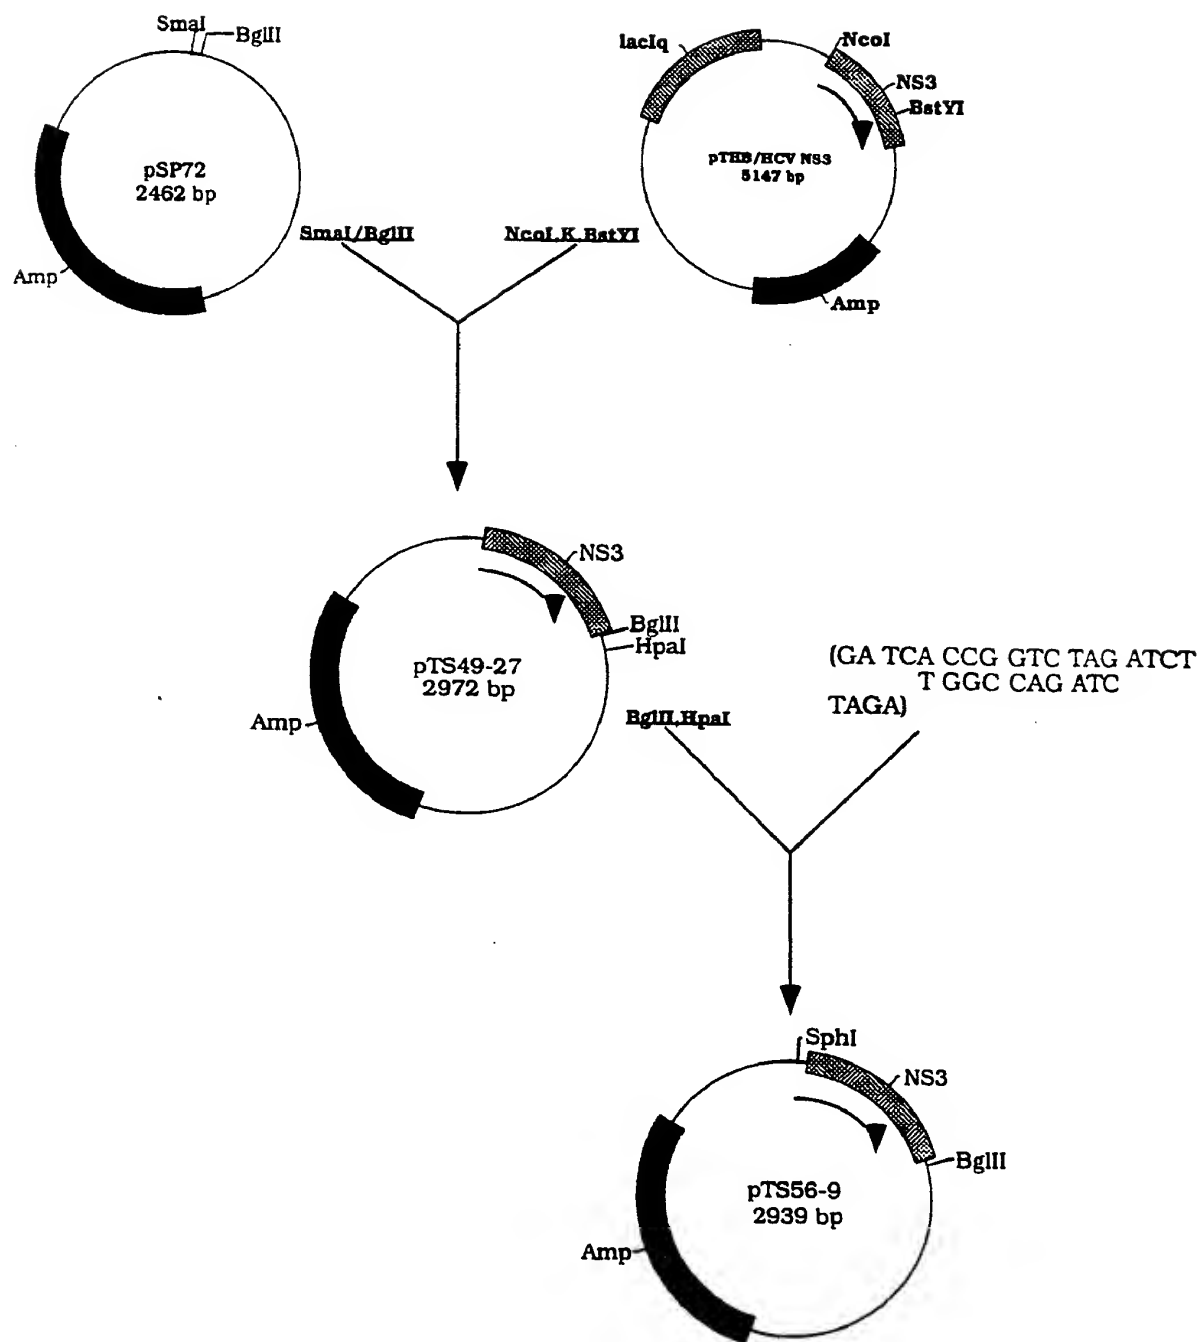 SmaI
BglII
pSP72
2462 bp
Amp
lacIq
NcoI
NS3
BstYI
pTHB/HCV NS3
5147 bp
Amp
SmaI/BglII
NcoI,K,BstYI
NS3
BglII
HpaI
pTS49-27
2972 bp
Amp
BglII,HpaI
(GA TCA CCG GTC TAG ATCT
T GGC CAG ATC
TAGA)
SphI
NS3
BglII
pTS56-9
2939 bp
Amp